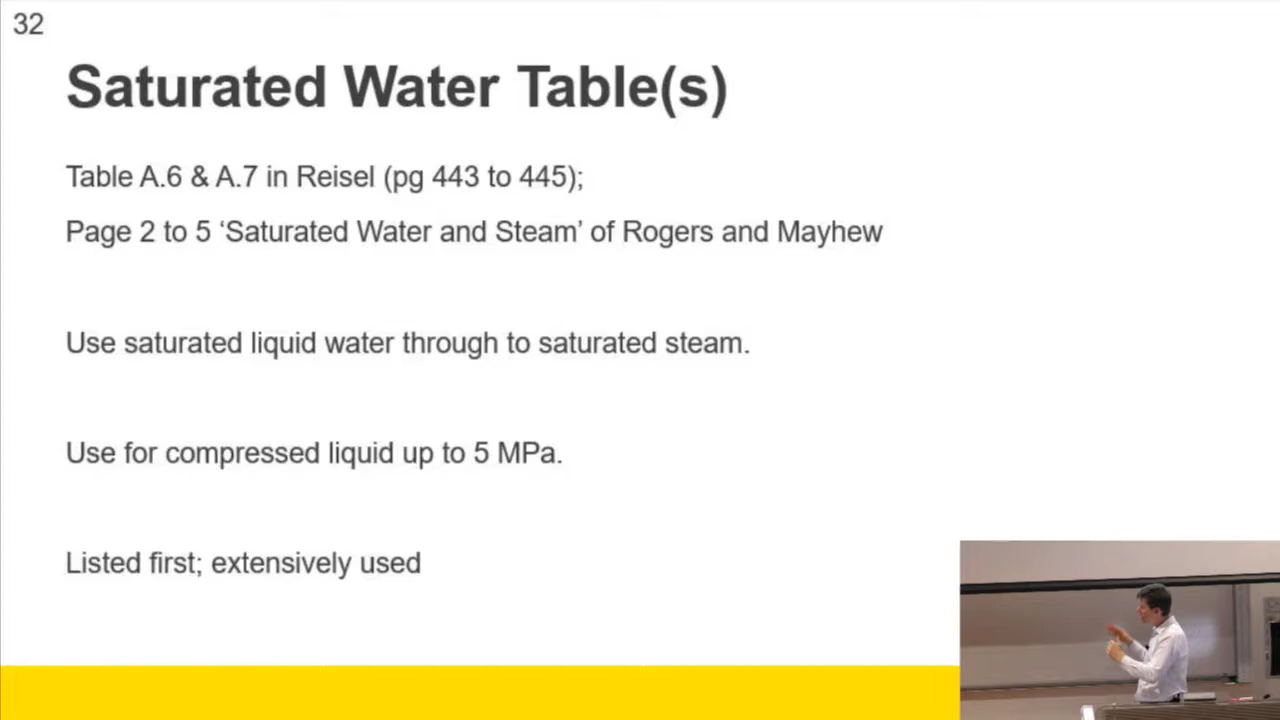 32
Saturated Water Table(s)
Table A.6 & A.7 in Reisel (pg 443 to 445);
Page 2 to 5 ‘Saturated Water and Steam’ of Rogers and Mayhew
Use saturated liquid water through to saturated steam.
Use for compressed liquid up to 5 MPa.
Listed first; extensively used